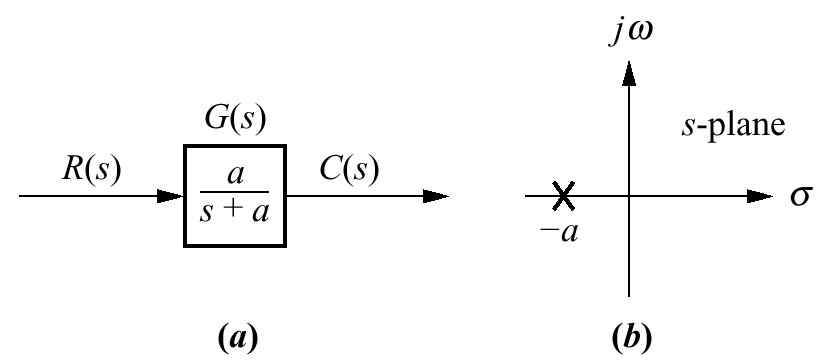 G(s)
R(s)
a
s + a
C(s)
(a)
jω
s-plane
σ
−a
(b)